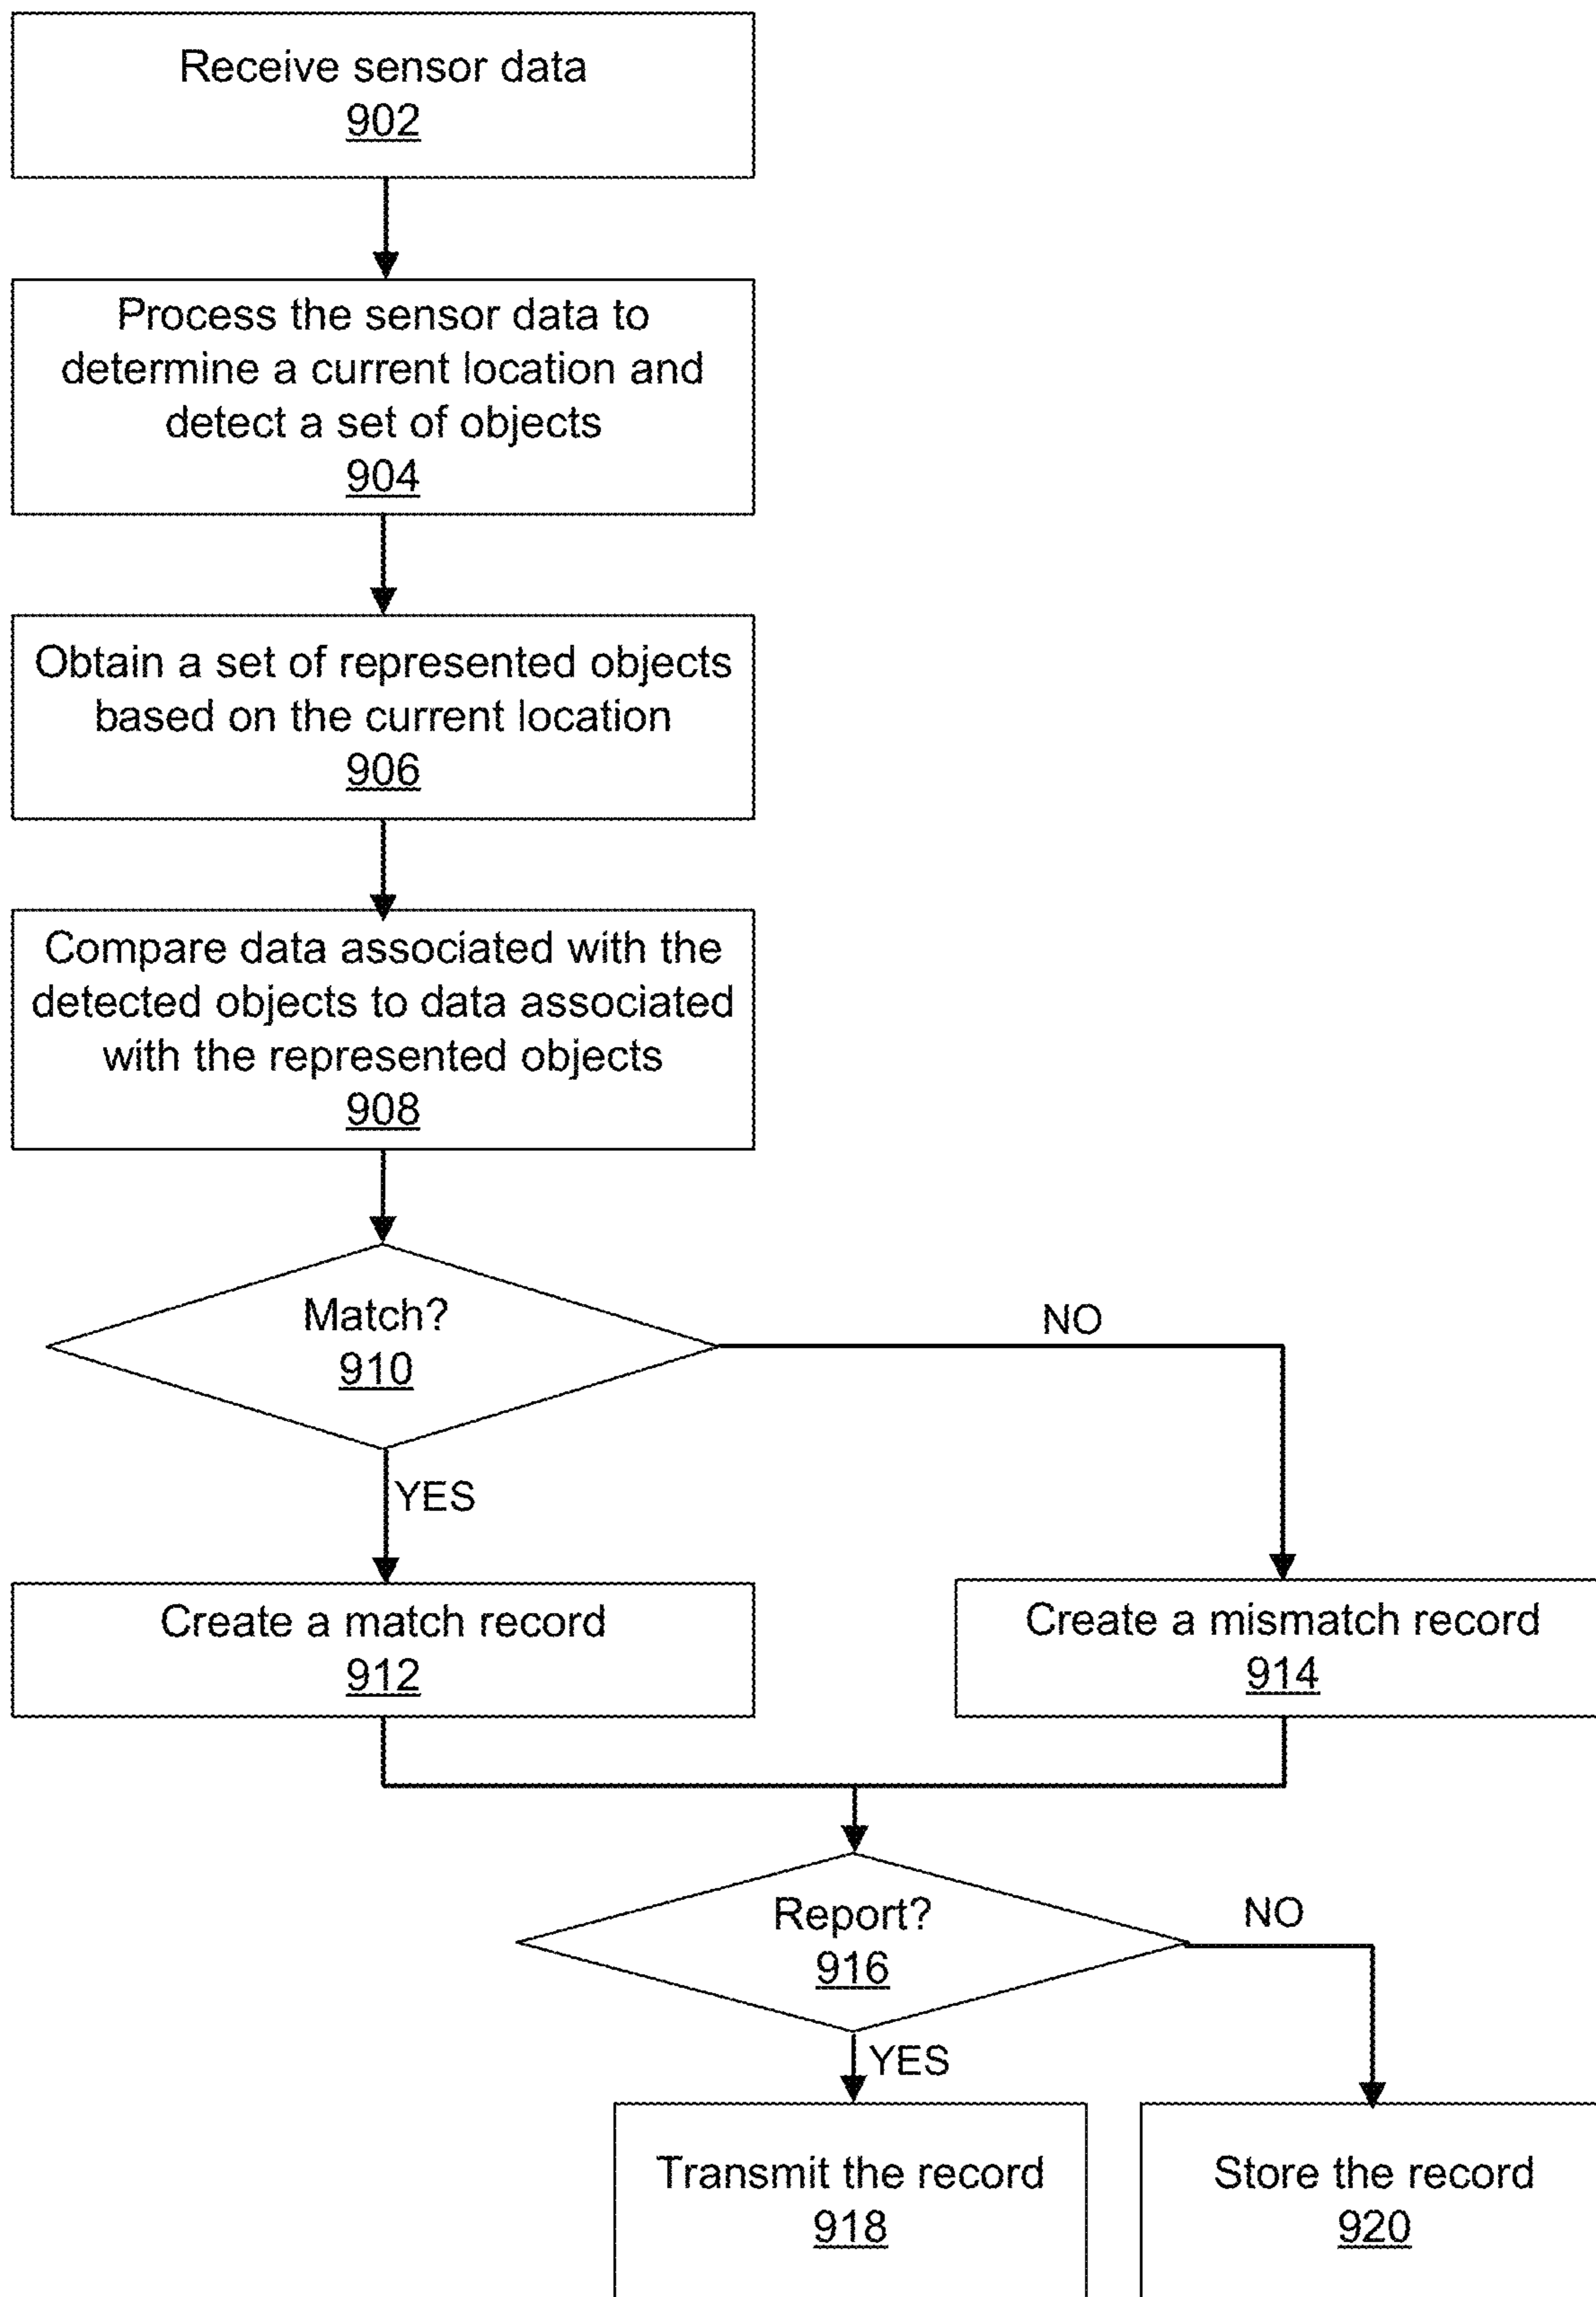 Receive sensor data
902
Process the sensor data to
determine a current location and
detect a set of objects
904
Obtain a set of represented objects
based on the current location
906
Compare data associated with the
detected objects to data associated
with the represented objects
908
Match?
910
NO
YES
Create a match record
912
Create a mismatch record
914
Report?
916
NO
YES
Transmit the record
918
Store the record
920